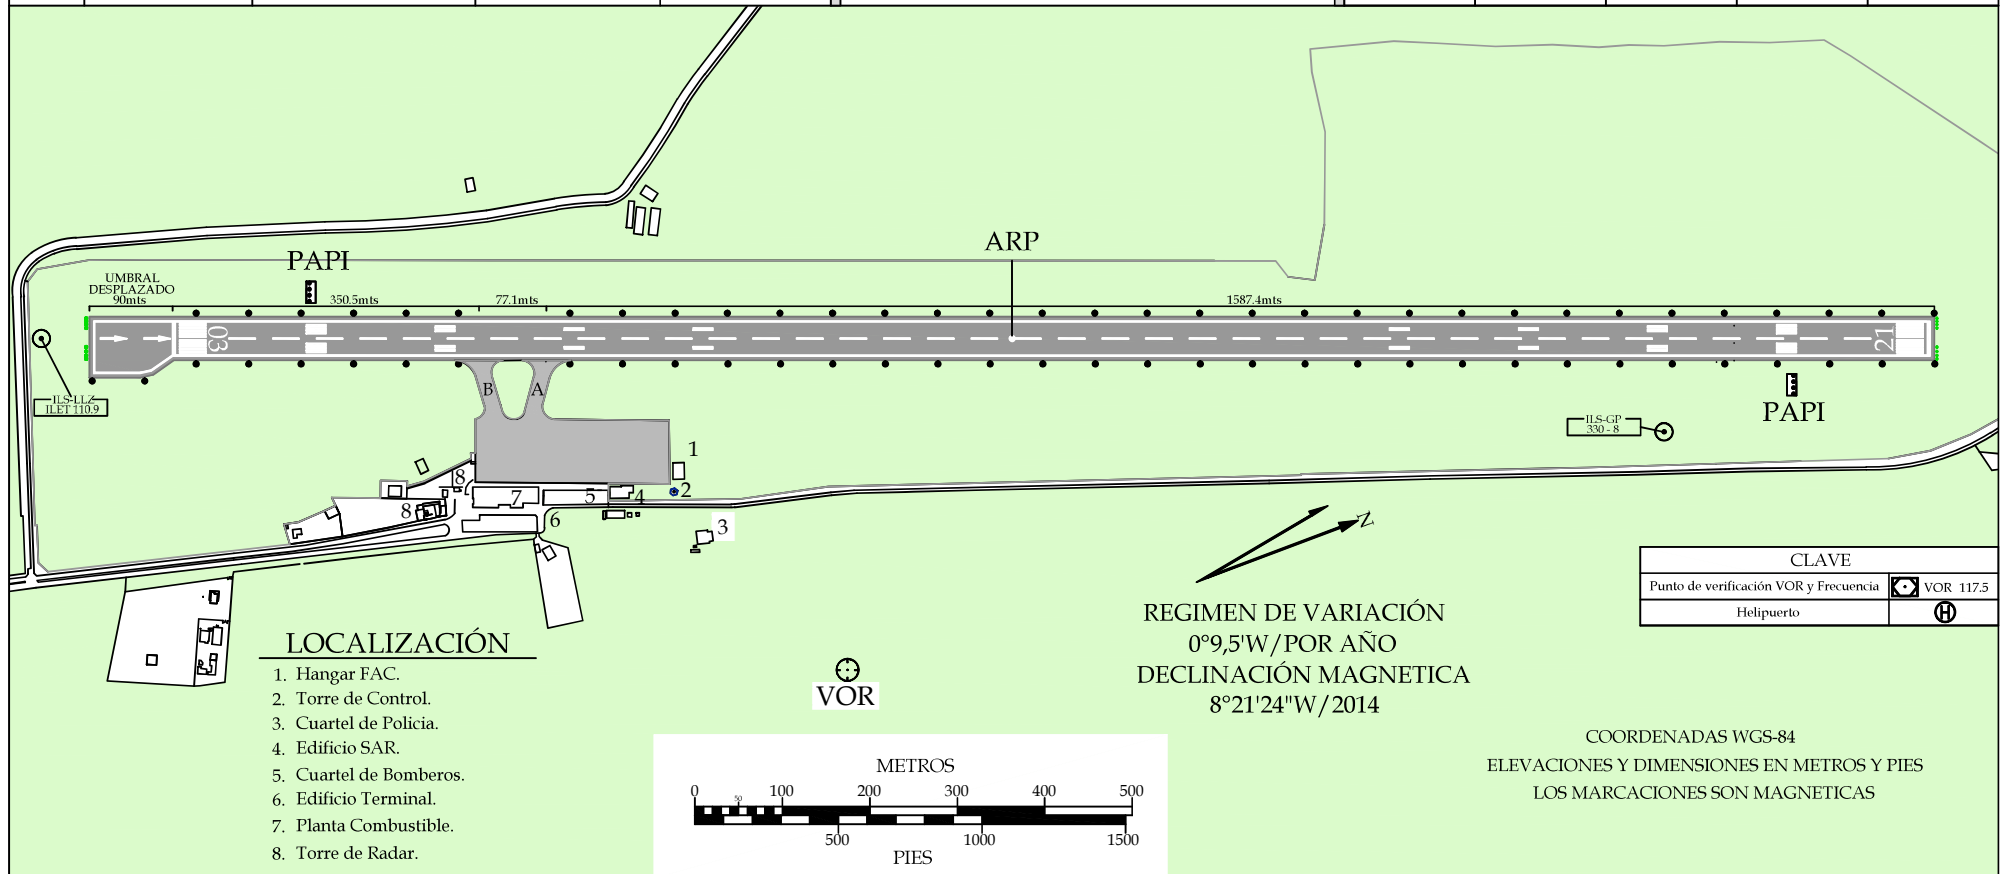 ARP
PAPI
UMBRAL
DESPLAZADO
90mts
350.5mts
77.1mts
1587.4mts
03
21
B
A
ILS-LLZ
ILET 110.9
PAPI
ILS-GP
330 - 8
1
2
3
4
5
6
7
8
8
N
REGIMEN DE VARIACIÓN
0°9,5'W/POR AÑO
DECLINACIÓN MAGNETICA
8°21'24"W/2014
CLAVE
Punto de verificación VOR y Frecuencia
VOR 117.5
Helipuerto
H
LOCALIZACIÓN
1. Hangar FAC.
2. Torre de Control.
3. Cuartel de Policia.
4. Edificio SAR.
5. Cuartel de Bomberos.
6. Edificio Terminal.
7. Planta Combustible.
8. Torre de Radar.
VOR
METROS
0 50 100 200 300 400 500
500 1000 1500
PIES
COORDENADAS WGS-84
ELEVACIONES Y DIMENSIONES EN METROS Y PIES
LOS MARCACIONES SON MAGNETICAS